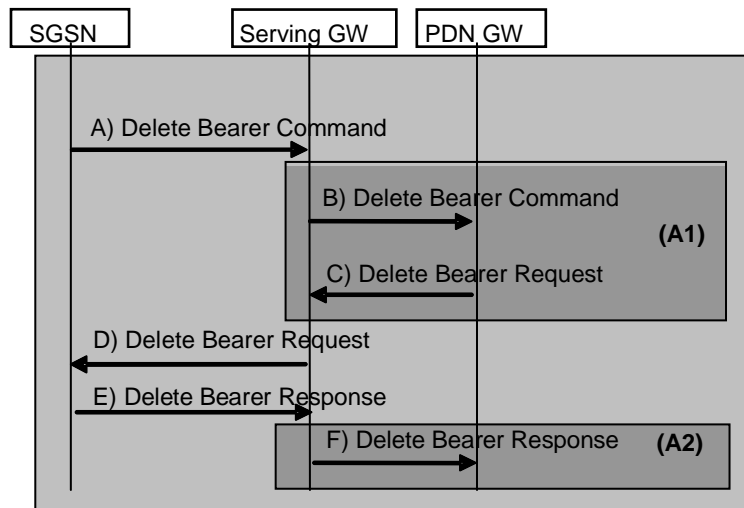 SGSN
Serving GW
PDN GW
A) Delete Bearer Command
B) Delete Bearer Command
(A1)
C) Delete Bearer Request
D) Delete Bearer Request
E) Delete Bearer Response
F) Delete Bearer Response
(A2)